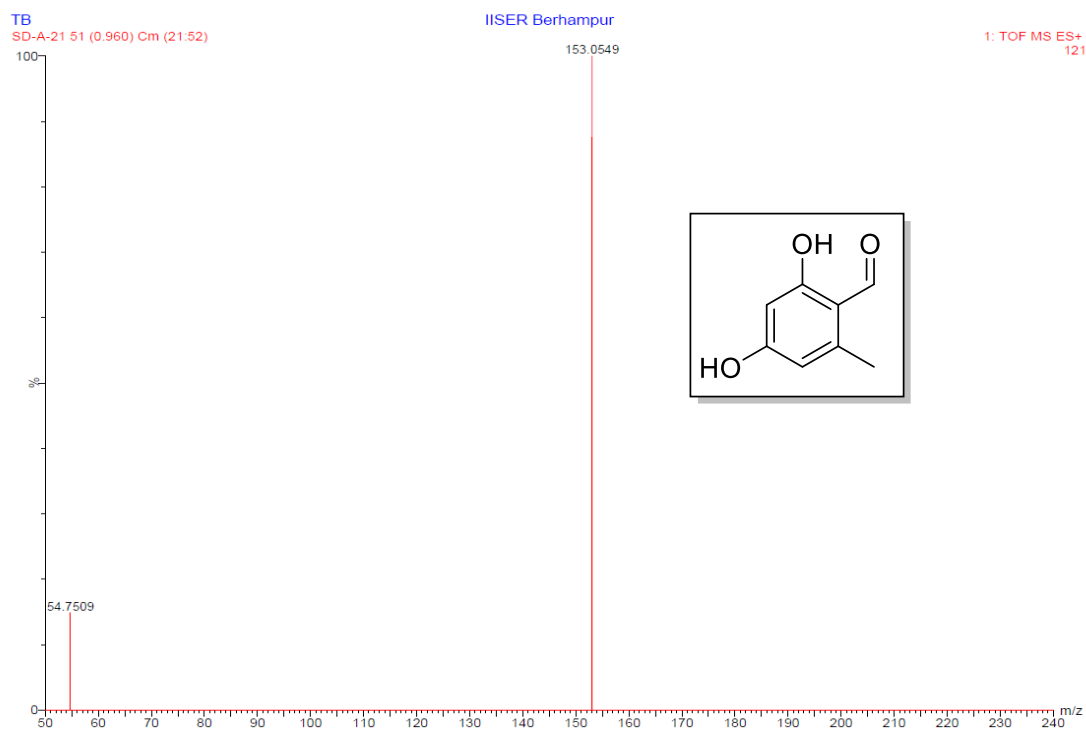 TB
IISER Berhampur
SD-A-21 51 (0.960) Cm (21:52)
1: TOF MS ES+
121
100
153.0549
OH O
HO
%
54.7509
0
50 60 70 80 90 100 110 120 130 140 150 160 170 180 190 200 210 220 230 240
m/z